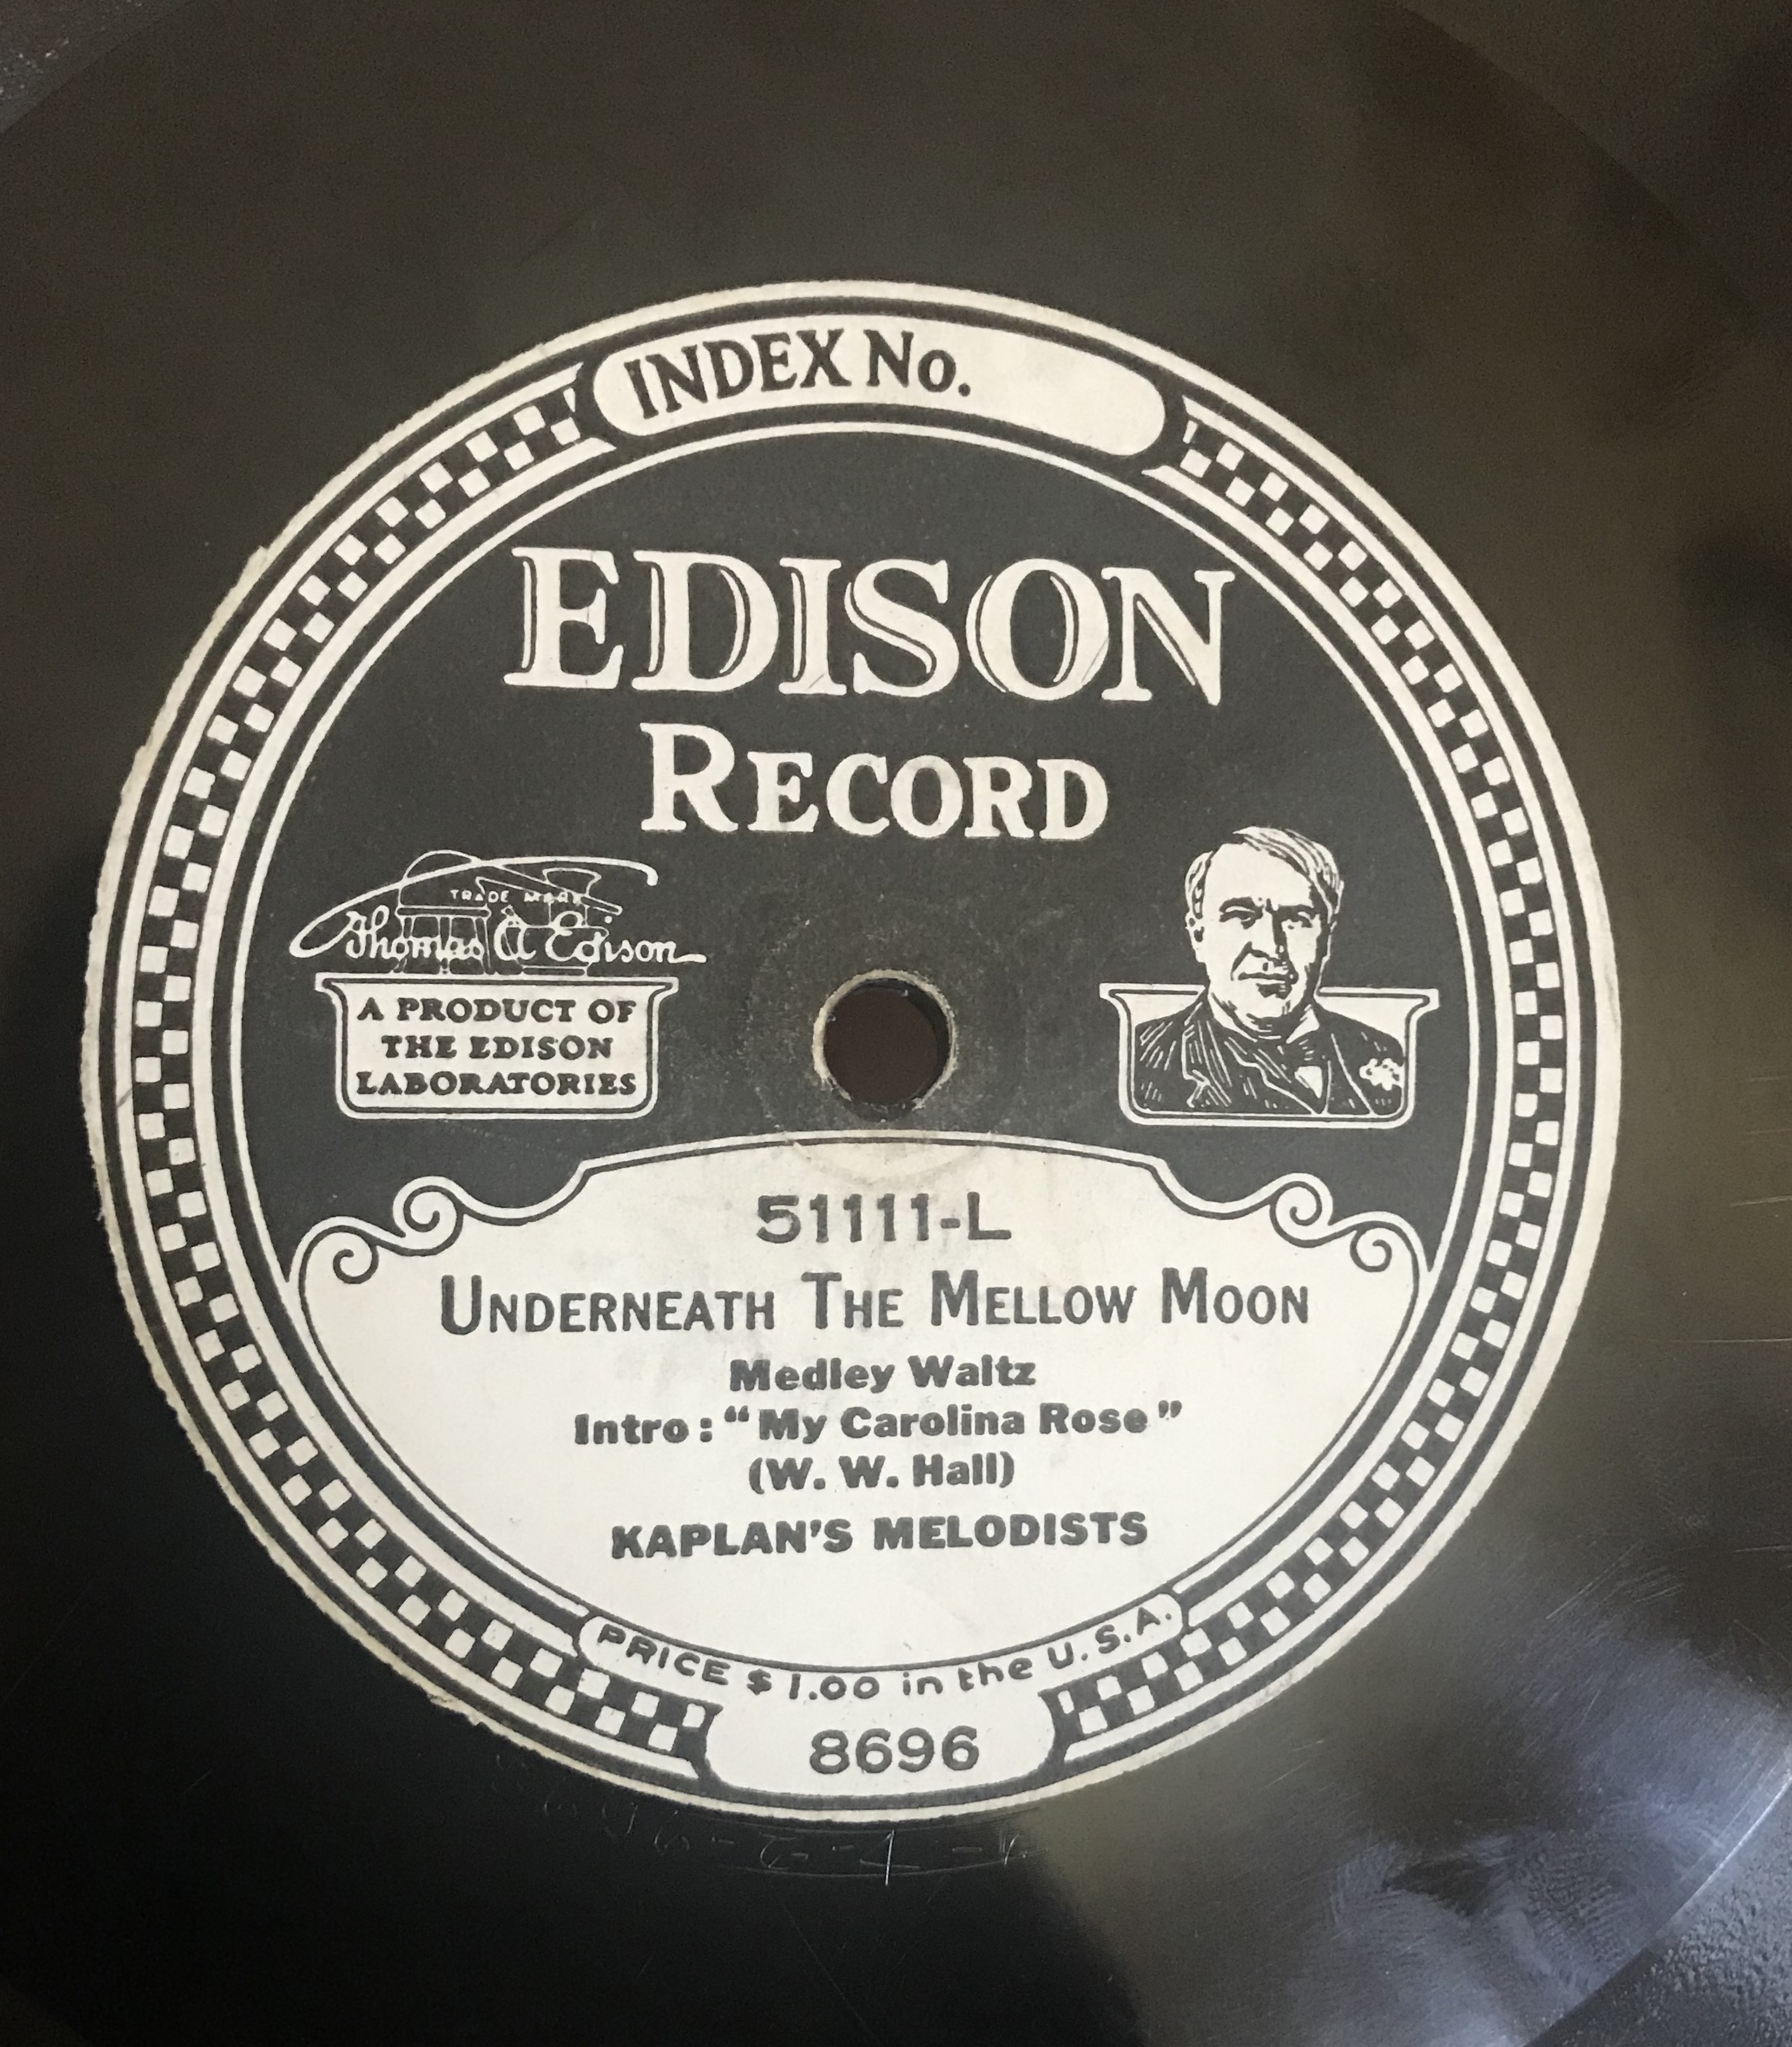 INDEX No.
EDISON
RECORD
TRADE MARK
Thomas A Edison
A PRODUCT OF
THE EDISON
LABORATORIES
51111-L
UNDERNEATH THE MELLOW MOON
Medley Waltz
Intro: “My Carolina Rose”
(W. W. Hall)
KAPLAN'S MELODISTS
PRICE $1.00 in the U.S.A.
8696